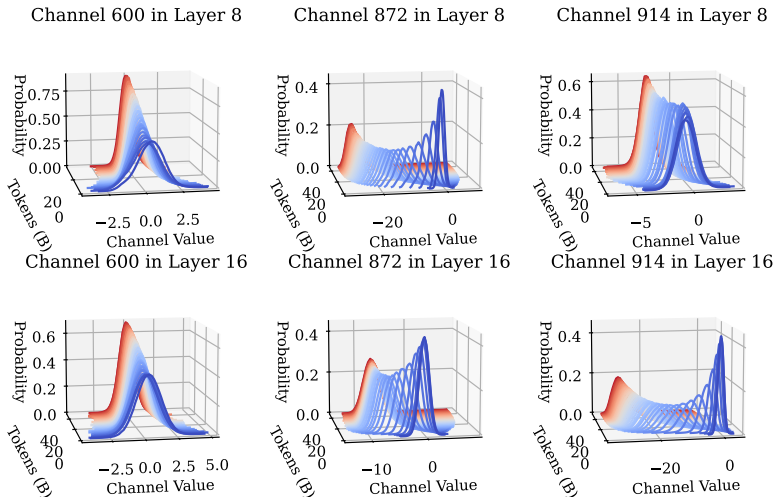 Channel 600 in Layer 8
Channel 872 in Layer 8
Channel 914 in Layer 8
Probability
0.75
0.50
0.25
0.00
Tokens (B)
20
0
−2.5
0.0
2.5
Channel Value
Probability
0.4
0.2
0.0
Tokens (B)
40
20
0
−20
0
Channel Value
Probability
0.6
0.4
0.2
0.0
Tokens (B)
40
20
0
−5
0
Channel Value
Channel 600 in Layer 16
Channel 872 in Layer 16
Channel 914 in Layer 16
Probability
0.6
0.4
0.2
0.0
Tokens (B)
40
20
0
−2.5
0.0
2.5
5.0
Channel Value
Probability
0.4
0.2
0.0
Tokens (B)
40
20
0
−10
0
Channel Value
Probability
0.4
0.2
0.0
Tokens (B)
40
20
0
−20
0
Channel Value